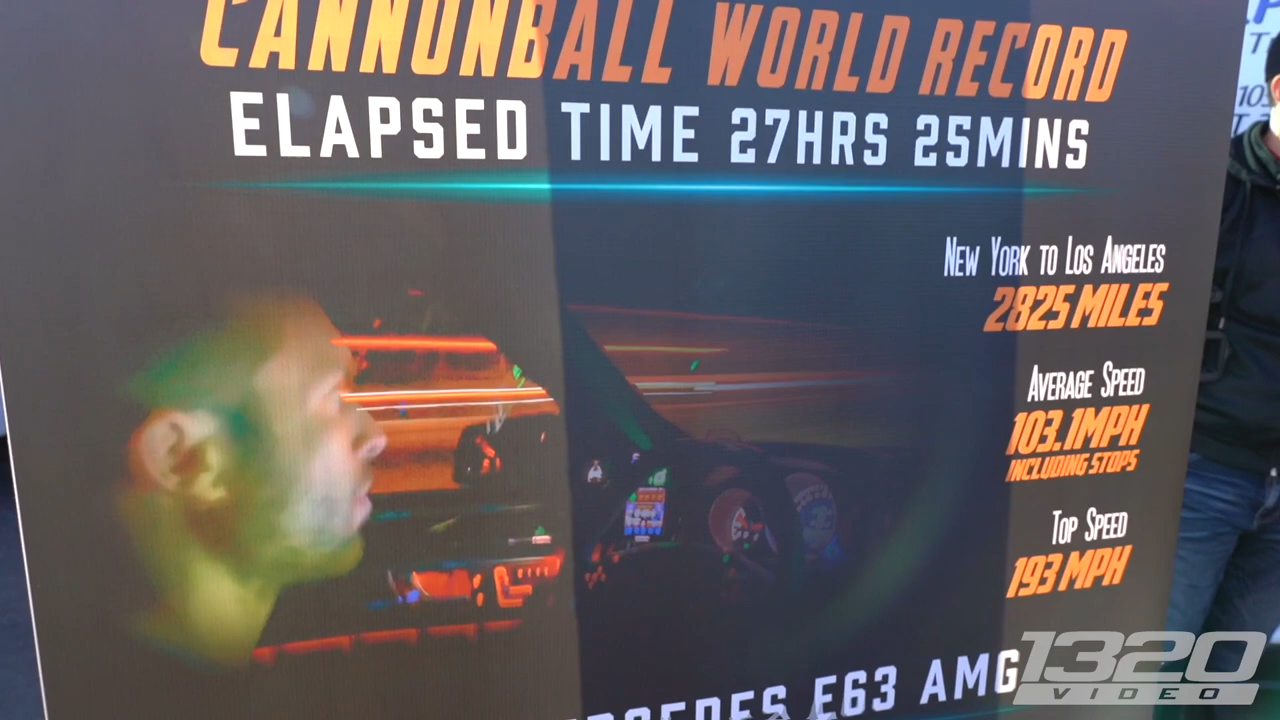 CANNONBALL WORLD RECORD
ELAPSED TIME 27HRS 25MINS
NEW YORK TO LOS ANGELES
2825 MILES
AVERAGE SPEED
103.1MPH
INCLUDING STOPS
TOP SPEED
193 MPH
E63 AMG
1320
VIDEO